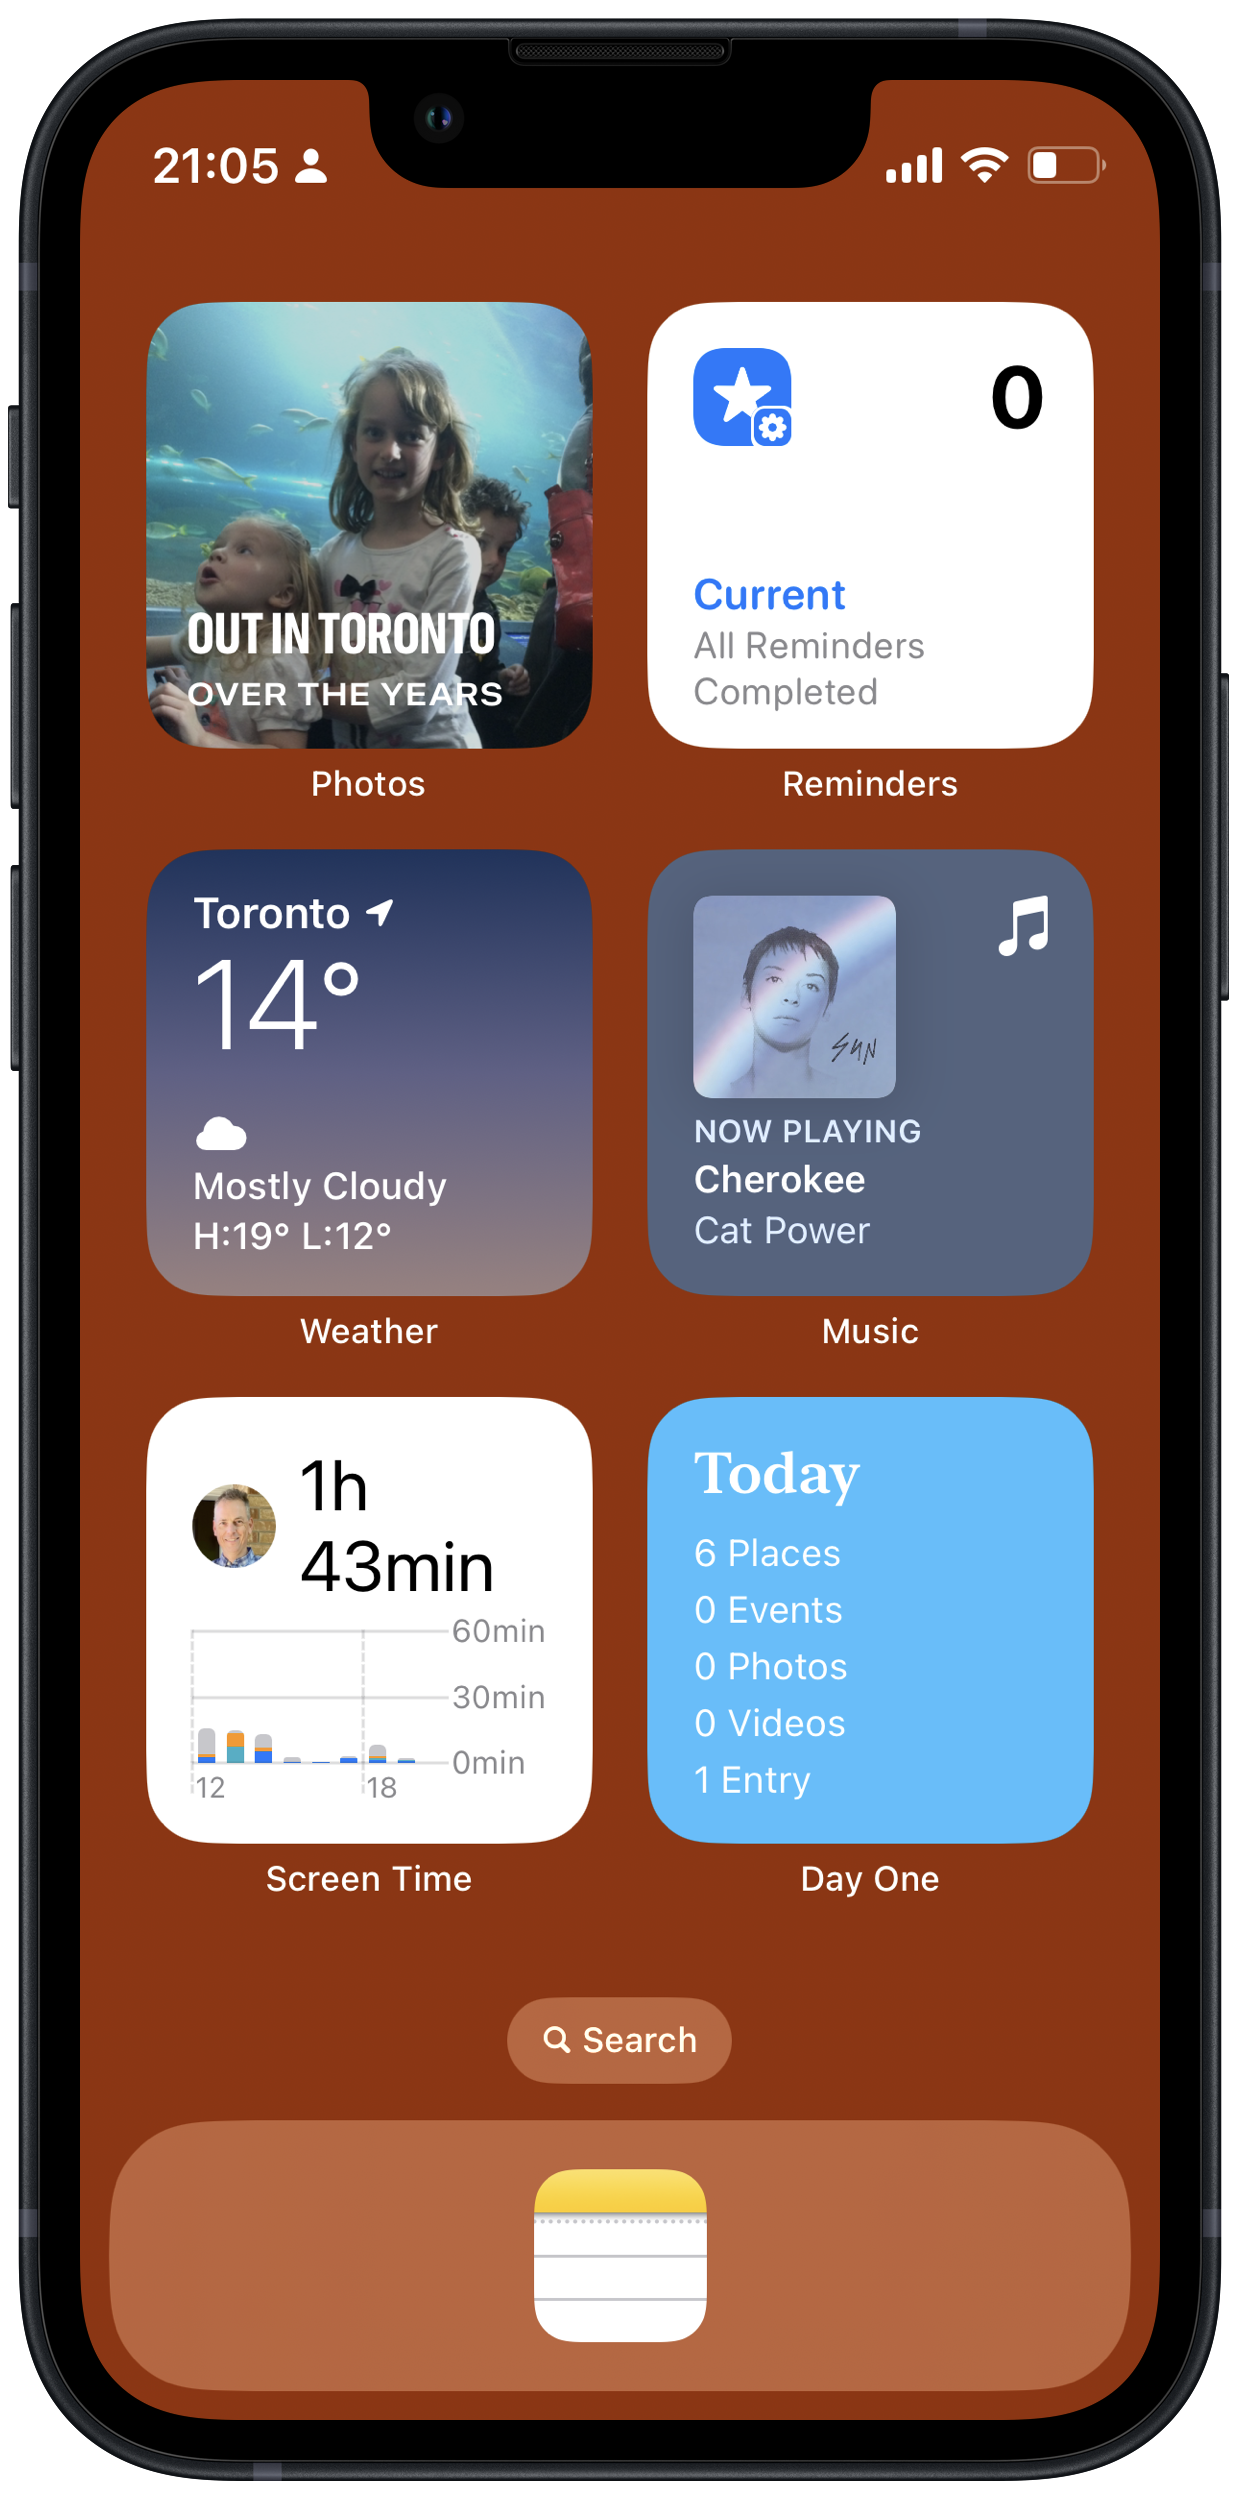 21:05
OUT IN TORONTO
OVER THE YEARS
Photos
0
Current
All Reminders
Completed
Reminders
Toronto
14°
Mostly Cloudy
H:19° L:12°
Weather
SUN
NOW PLAYING
Cherokee
Cat Power
Music
1h
43min
60min
30min
0min
12 18
Screen Time
Today
6 Places
0 Events
0 Photos
0 Videos
1 Entry
Day One
Search